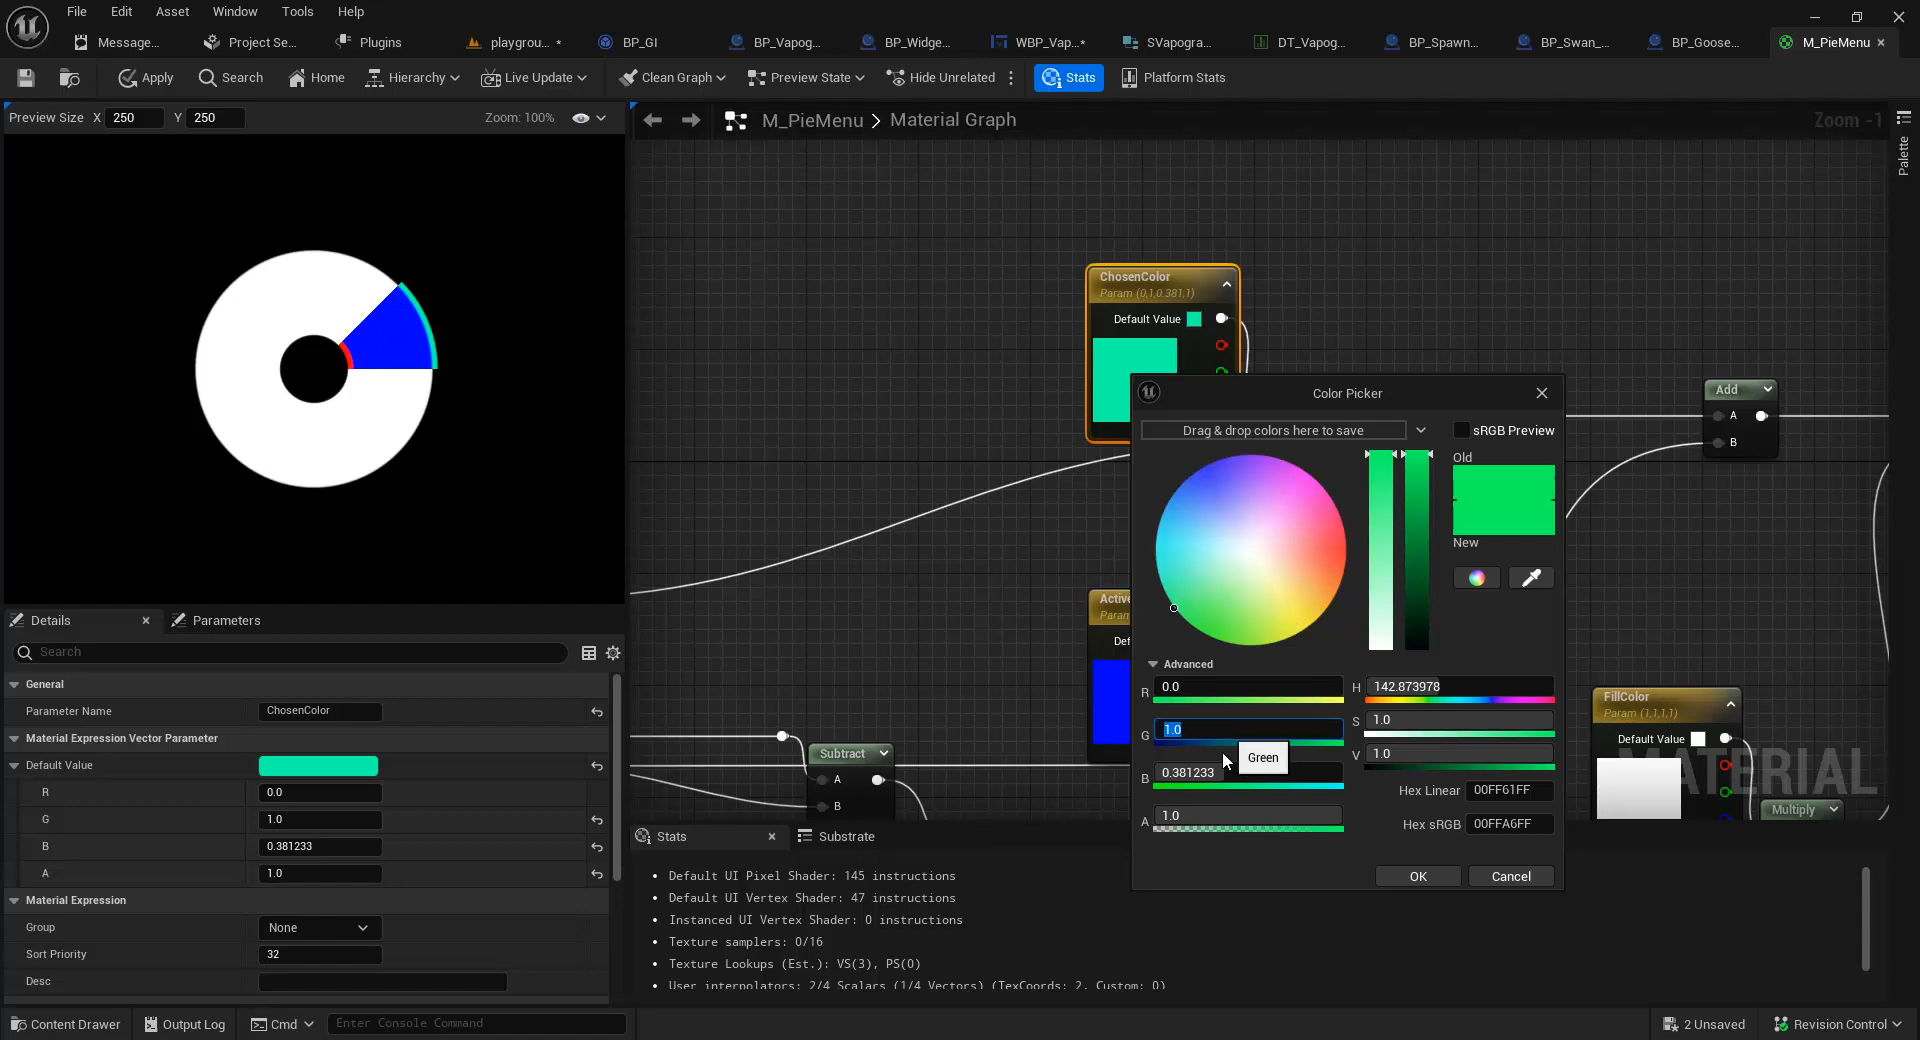 File Edit Asset Window Tools Help
Message... Project Se... Plugins playgrou... * BP_GI BP_Vapog... BP_Widge... WBP_Vap...* SVapogra... DT_Vapog... BP_Spawn... BP_Swan_... BP_Goose... M_PieMenu
Apply Search Home Hierarchy Live Update Clean Graph Preview State Hide Unrelated Stats Platform Stats
Preview Size X 250 Y 250 Zoom: 100%
M_PieMenu > Material Graph Zoom -1
Palette
ChosenColor
Param (0,1,0.381,1)
Default Value
Color Picker
Drag & drop colors here to save
sRGB Preview
Old
New
Add
A
B
Active
Param
Def
Advanced
R 0.0
G 1.0
Green
B 0.381233
A 1.0
H 142.873978
S 1.0
V 1.0
Hex Linear 00FF61FF
Hex sRGB 00FFA6FF
OK Cancel
FillColor
Param (1,1,1,1)
Default Value
MATERIAL
Multiply
Subtract
A
B
Details Parameters
Search
General
Parameter Name ChosenColor
Material Expression Vector Parameter
Default Value
R 0.0
G 1.0
B 0.381233
A 1.0
Material Expression
Group None
Sort Priority 32
Desc
Stats Substrate
Default UI Pixel Shader: 145 instructions
Default UI Vertex Shader: 47 instructions
Instanced UI Vertex Shader: 0 instructions
Texture samplers: 0/16
Texture Lookups (Est.): VS(3), PS(0)
User interpolators: 2/4 Scalars (1/4 Vectors) (TexCoords: 2, Custom: 0)
Content Drawer Output Log Cmd Enter Console Command 2 Unsaved Revision Control